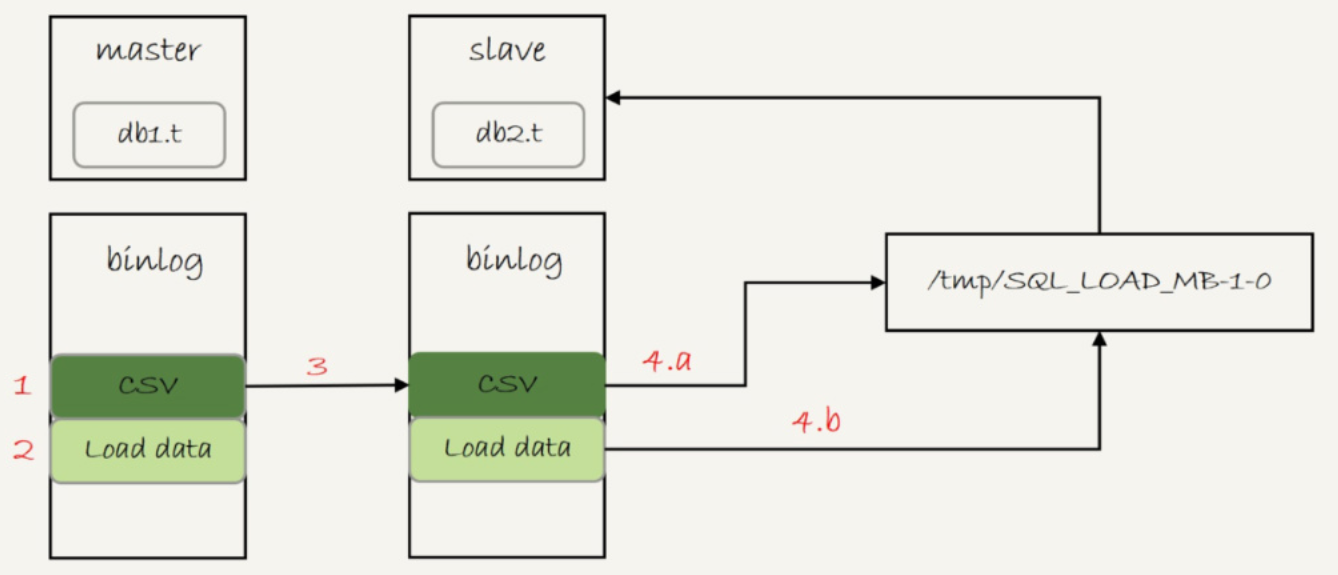 master
slave
db1.t
db2.t
binlog
binlog
/tmp/SQL_LOAD_MB-1-0
1
CSV
3
CSV
4.a
2
Load data
Load data
4.b